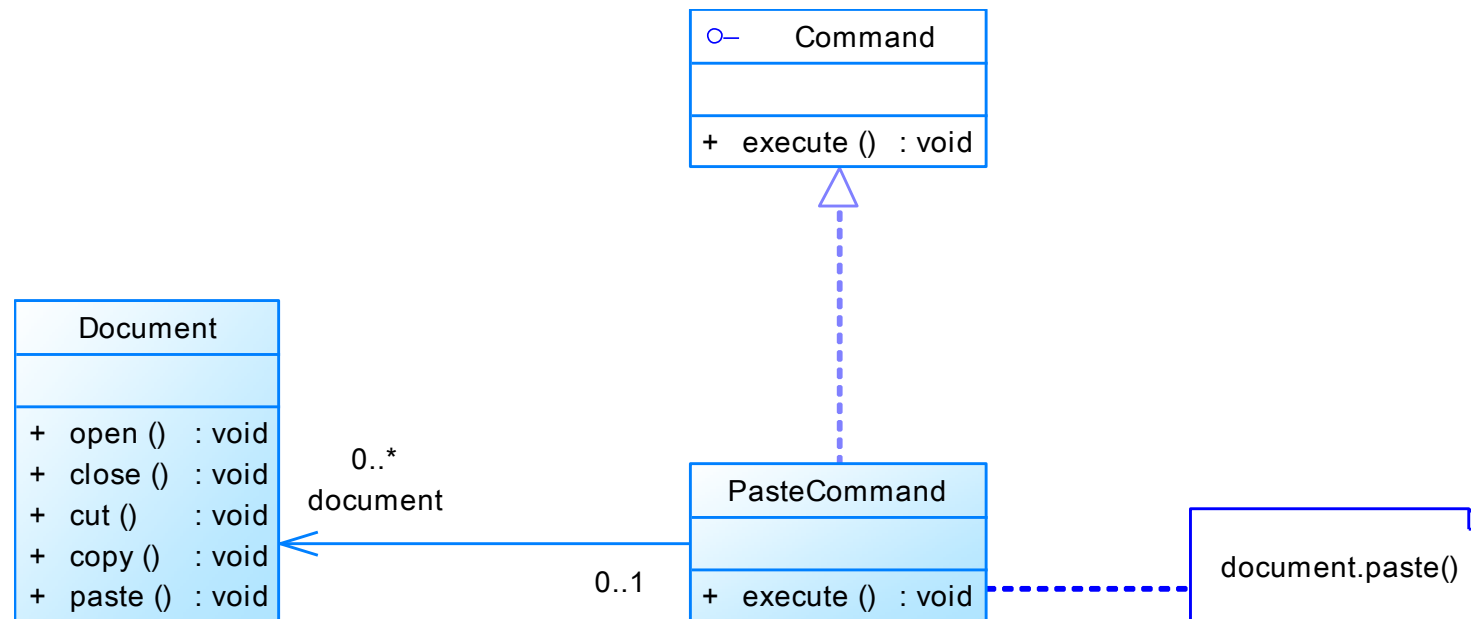 Command
+ execute () : void
Document
+ open () : void
+ close () : void
+ cut () : void
+ copy () : void
+ paste () : void
0..*
document
0..1
PasteCommand
+ execute () : void
document.paste()